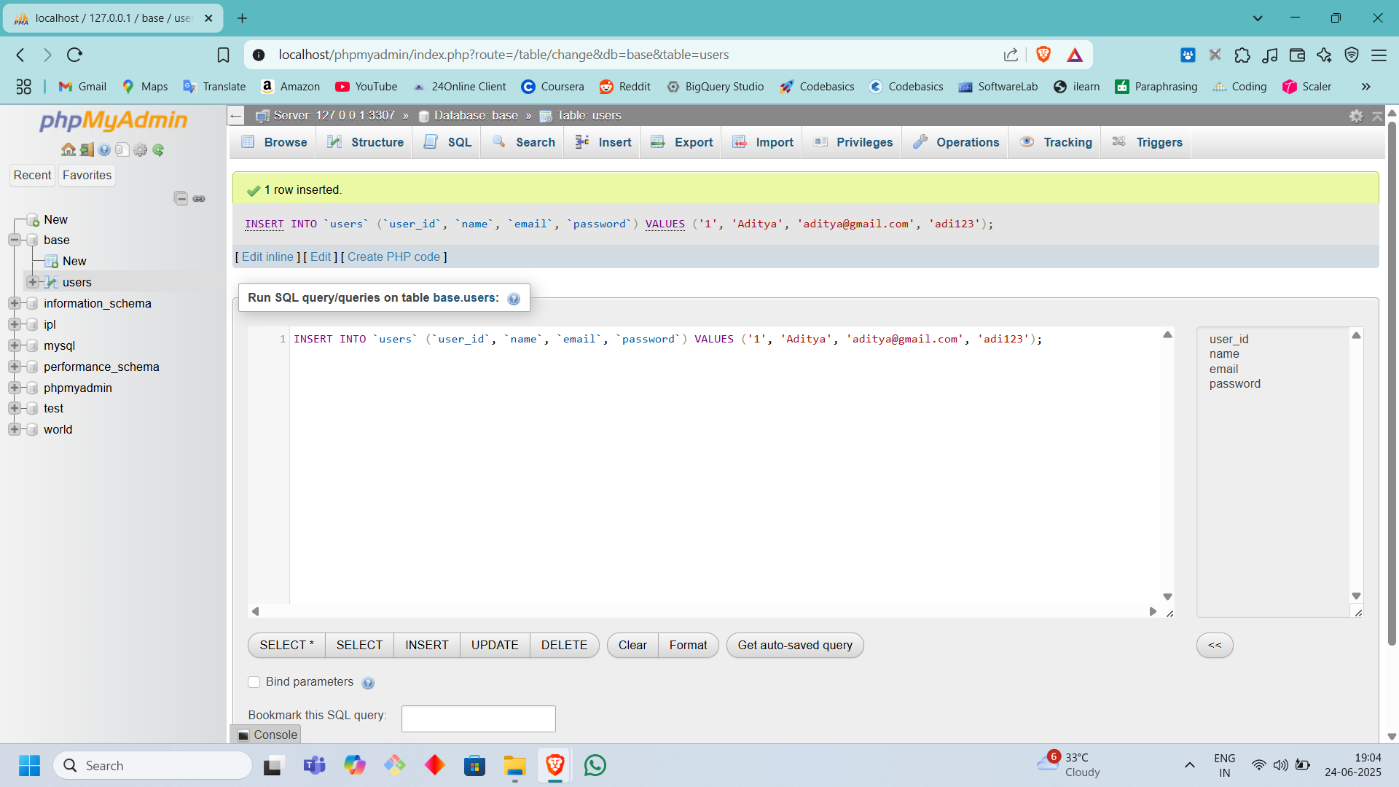 localhost / 127.0.0.1 / base / use
localhost/phpmyadmin/index.php?route=/table/change&db=base&table=users
Gmail Maps Translate Amazon YouTube 24Online Client Coursera Reddit BigQuery Studio Codebasics Codebasics SoftwareLab ilearn Paraphrasing Coding Scaler »
phpMyAdmin
Recent Favorites
New
base
New
users
information_schema
ipl
mysql
performance_schema
phpmyadmin
test
world
Server: 127.0.0.1:3307 » Database: base » Table: users
Browse Structure SQL Search Insert Export Import Privileges Operations Tracking Triggers
1 row inserted.
INSERT INTO `users` (`user_id`, `name`, `email`, `password`) VALUES ('1', 'Aditya', 'aditya@gmail.com', 'adi123');
[ Edit inline ] [ Edit ] [ Create PHP code ]
Run SQL query/queries on table base.users:
1 INSERT INTO `users` (`user_id`, `name`, `email`, `password`) VALUES ('1', 'Aditya', 'aditya@gmail.com', 'adi123');
user_id
name
email
password
SELECT * SELECT INSERT UPDATE DELETE Clear Format Get auto-saved query <<
Bind parameters
Bookmark this SQL query:
Console
Search
6
33°C
Cloudy
ENG
IN
19:04
24-06-2025